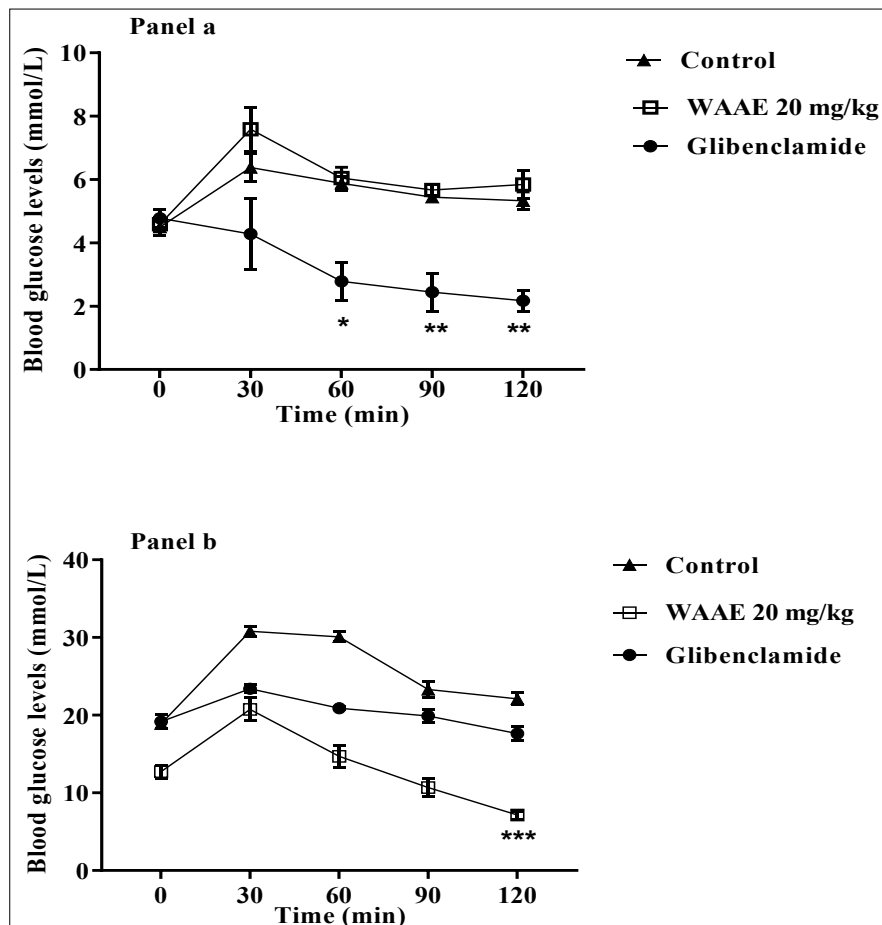 Panel a
Blood glucose levels (mmol/L)
10
8
6
4
2
0
0 30 60 90 120
Time (min)
* ** **
Control
WAAE 20 mg/kg
Glibenclamide
Panel b
Blood glucose levels (mmol/L)
40
30
20
10
0
0 30 60 90 120
Time (min)
***
Control
WAAE 20 mg/kg
Glibenclamide